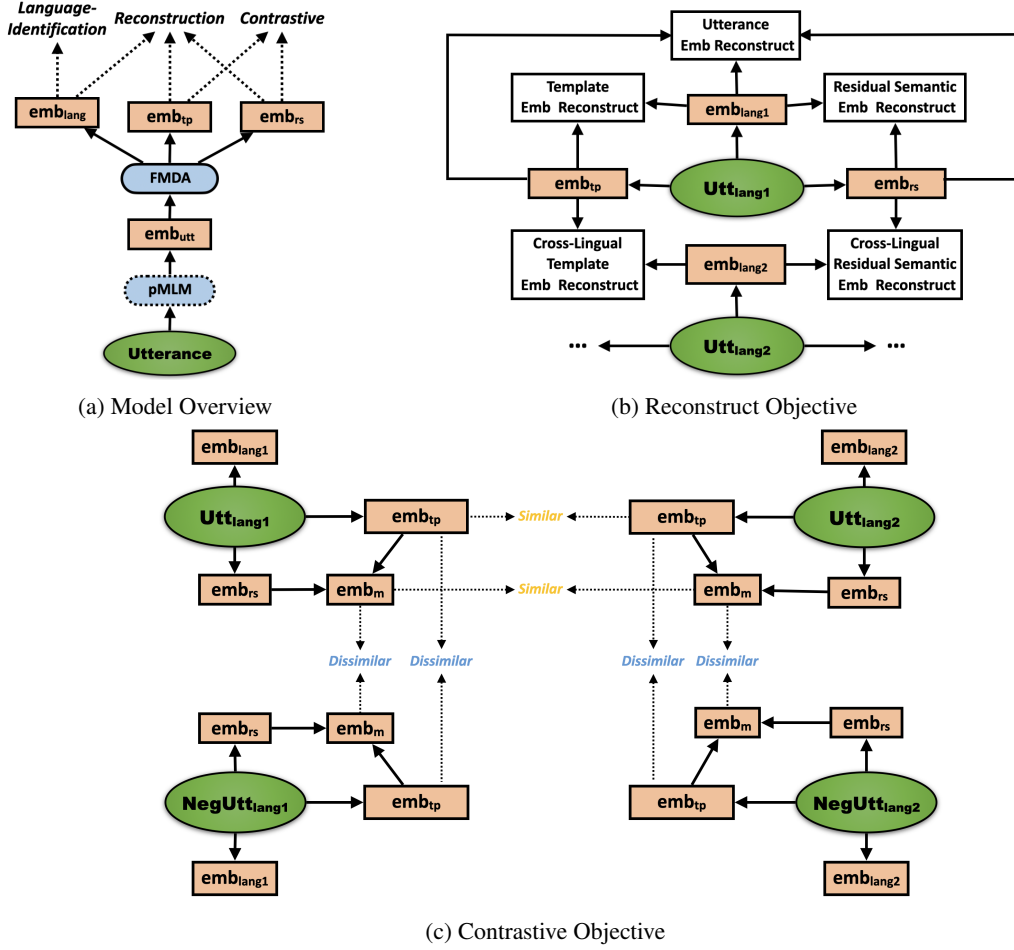 Language-
Identification
Reconstruction
Contrastive
emblang
embtp
embrs
FMDA
embutt
pMLM
Utterance
(a) Model Overview
Utterance
Emb Reconstruct
Template
Emb Reconstruct
emblang1
Residual Semantic
Emb Reconstruct
embtp
Uttlang1
embrs
Cross-Lingual
Template
Emb Reconstruct
emblang2
Cross-Lingual
Residual Semantic
Emb Reconstruct
...
Uttlang2
...
(b) Reconstruct Objective
emblang1
emblang2
Uttlang1
embtp
Similar
embtp
Uttlang2
embrs
embm
Similar
embm
embrs
Dissimilar
Dissimilar
Dissimilar
Dissimilar
embrs
embm
embm
embrs
NegUttlang1
embtp
embtp
NegUttlang2
emblang1
emblang2
(c) Contrastive Objective